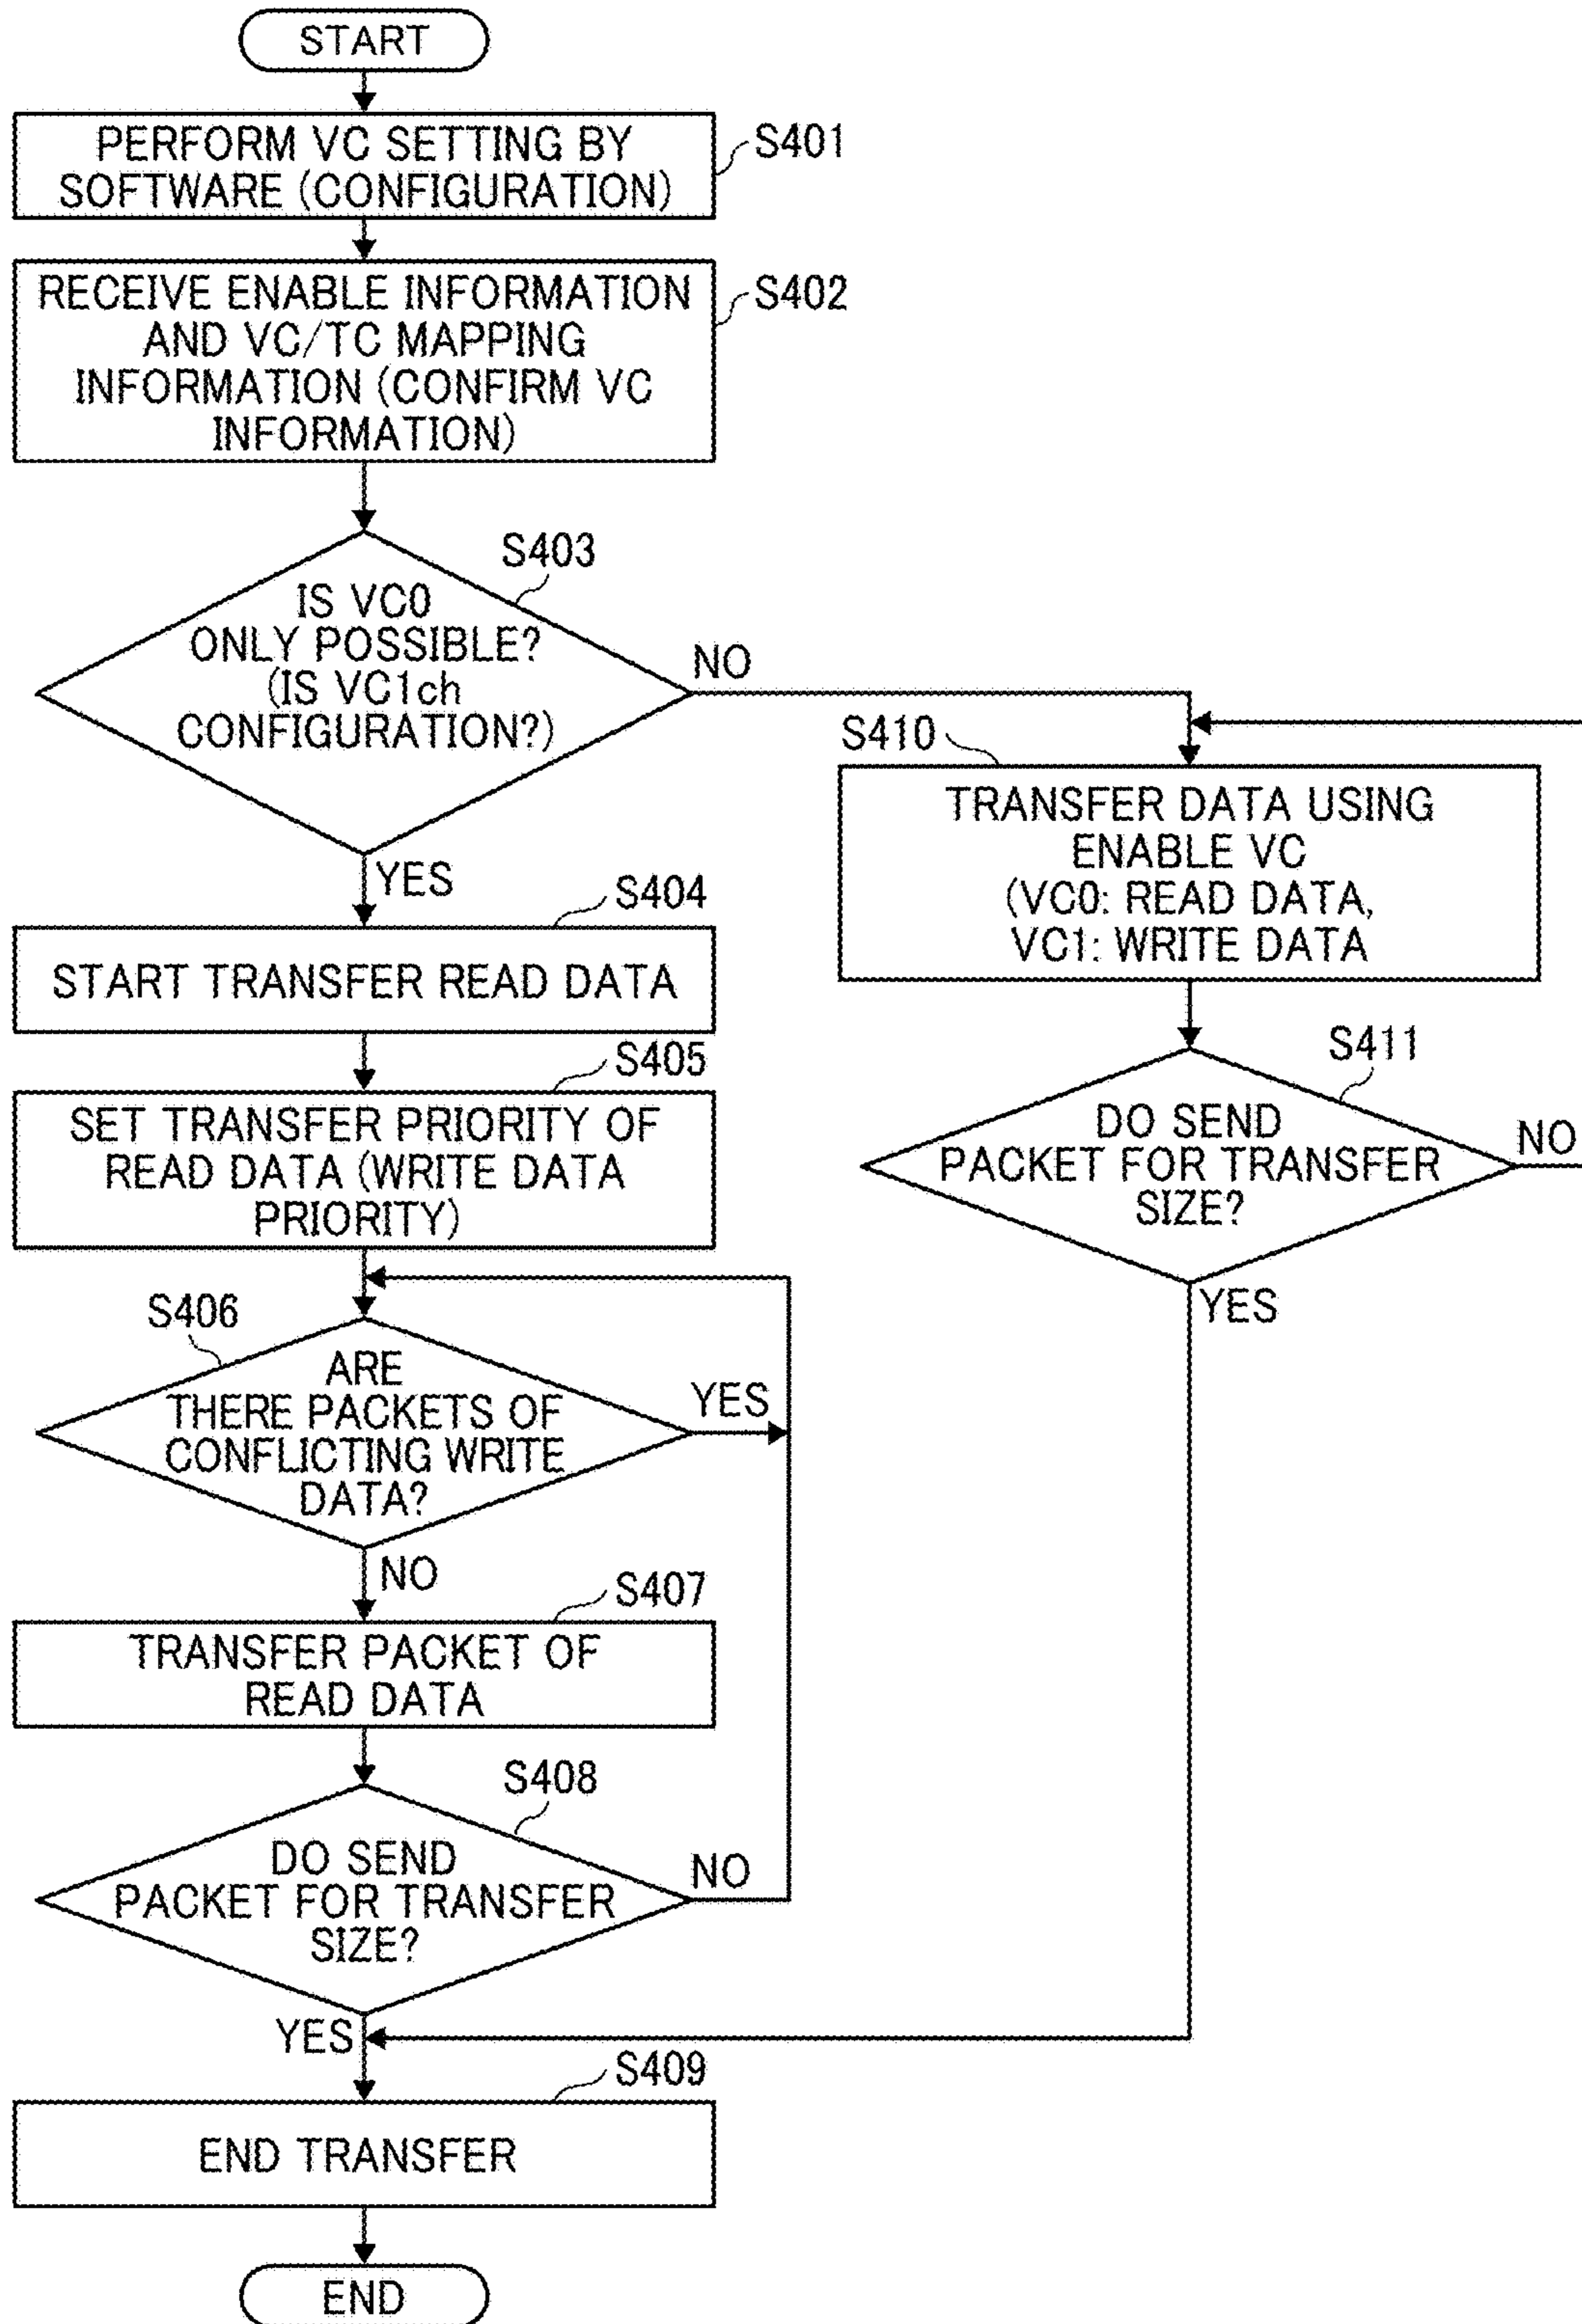 START
PERFORM VC SETTING BY
SOFTWARE (CONFIGURATION)
S401
RECEIVE ENABLE INFORMATION
AND VC/TC MAPPING
INFORMATION (CONFIRM VC
INFORMATION)
S402
S403
IS VC0
ONLY POSSIBLE?
(IS VC1ch
CONFIGURATION?)
NO
YES
S404
START TRANSFER READ DATA
S405
SET TRANSFER PRIORITY OF
READ DATA (WRITE DATA
PRIORITY)
S406
ARE
THERE PACKETS OF
CONFLICTING WRITE
DATA?
YES
NO
S407
TRANSFER PACKET OF
READ DATA
S408
DO SEND
PACKET FOR TRANSFER
SIZE?
NO
YES
S409
END TRANSFER
END
S410
TRANSFER DATA USING
ENABLE VC
(VC0: READ DATA,
VC1: WRITE DATA
S411
DO SEND
PACKET FOR TRANSFER
SIZE?
NO
YES